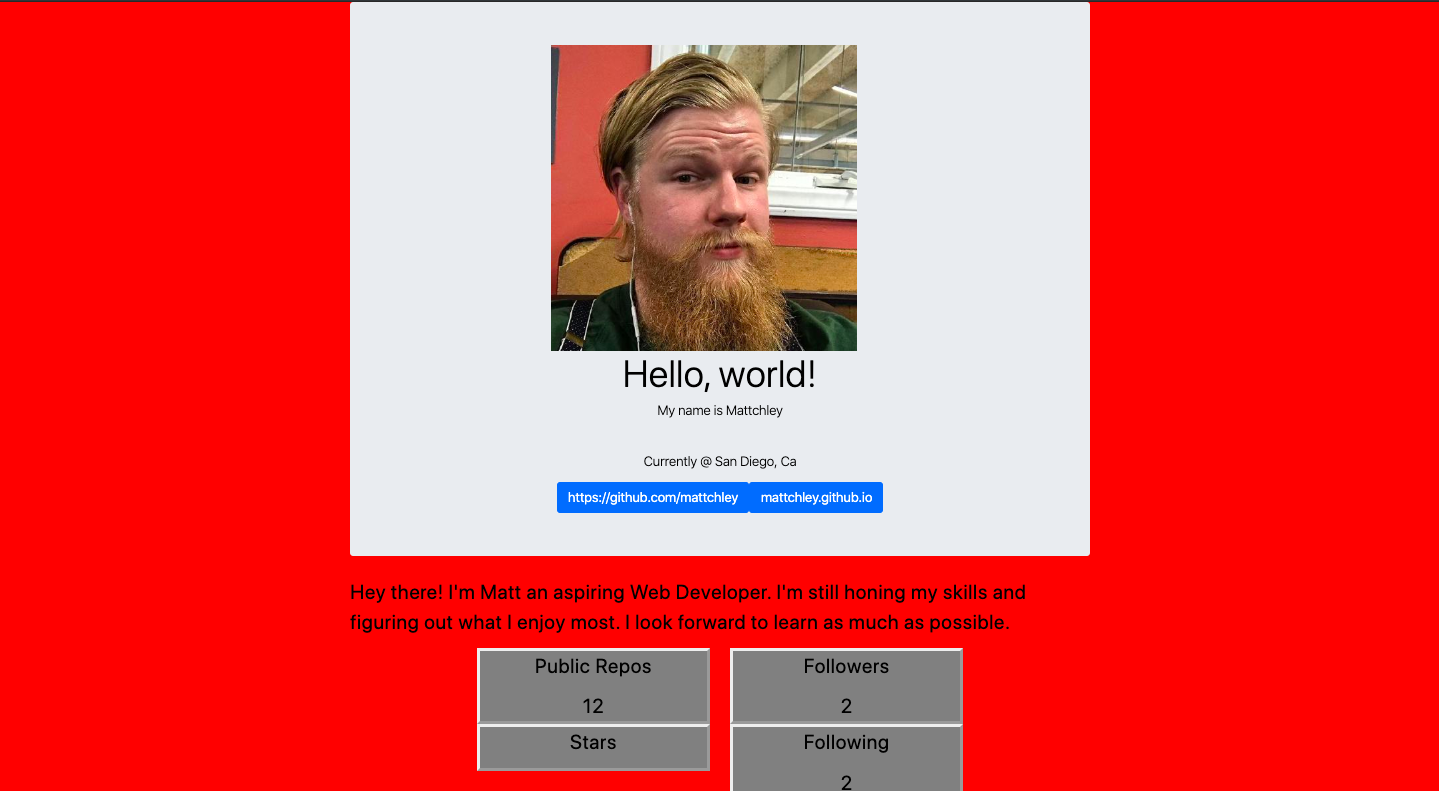 Hello, world!
My name is Mattchley
Currently @ San Diego, Ca
https://github.com/mattchley mattchley.github.io
Hey there! I'm Matt an aspiring Web Developer. I'm still honing my skills and
figuring out what I enjoy most. I look forward to learn as much as possible.
Public Repos
12
Stars
Followers
2
Following
2